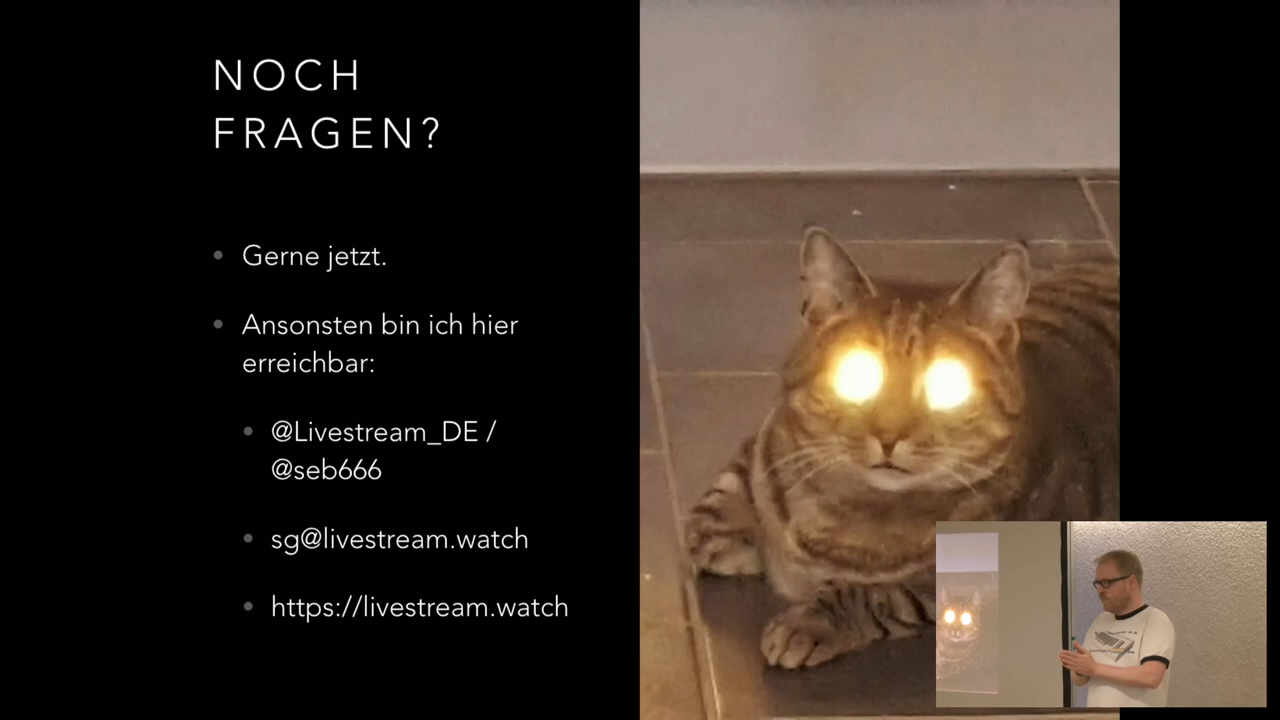 NOCH
FRAGEN?
Gerne jetzt.
Ansonsten bin ich hier
erreichbar:
@Livestream_DE /
@seb666
sg@livestream.watch
https://livestream.watch